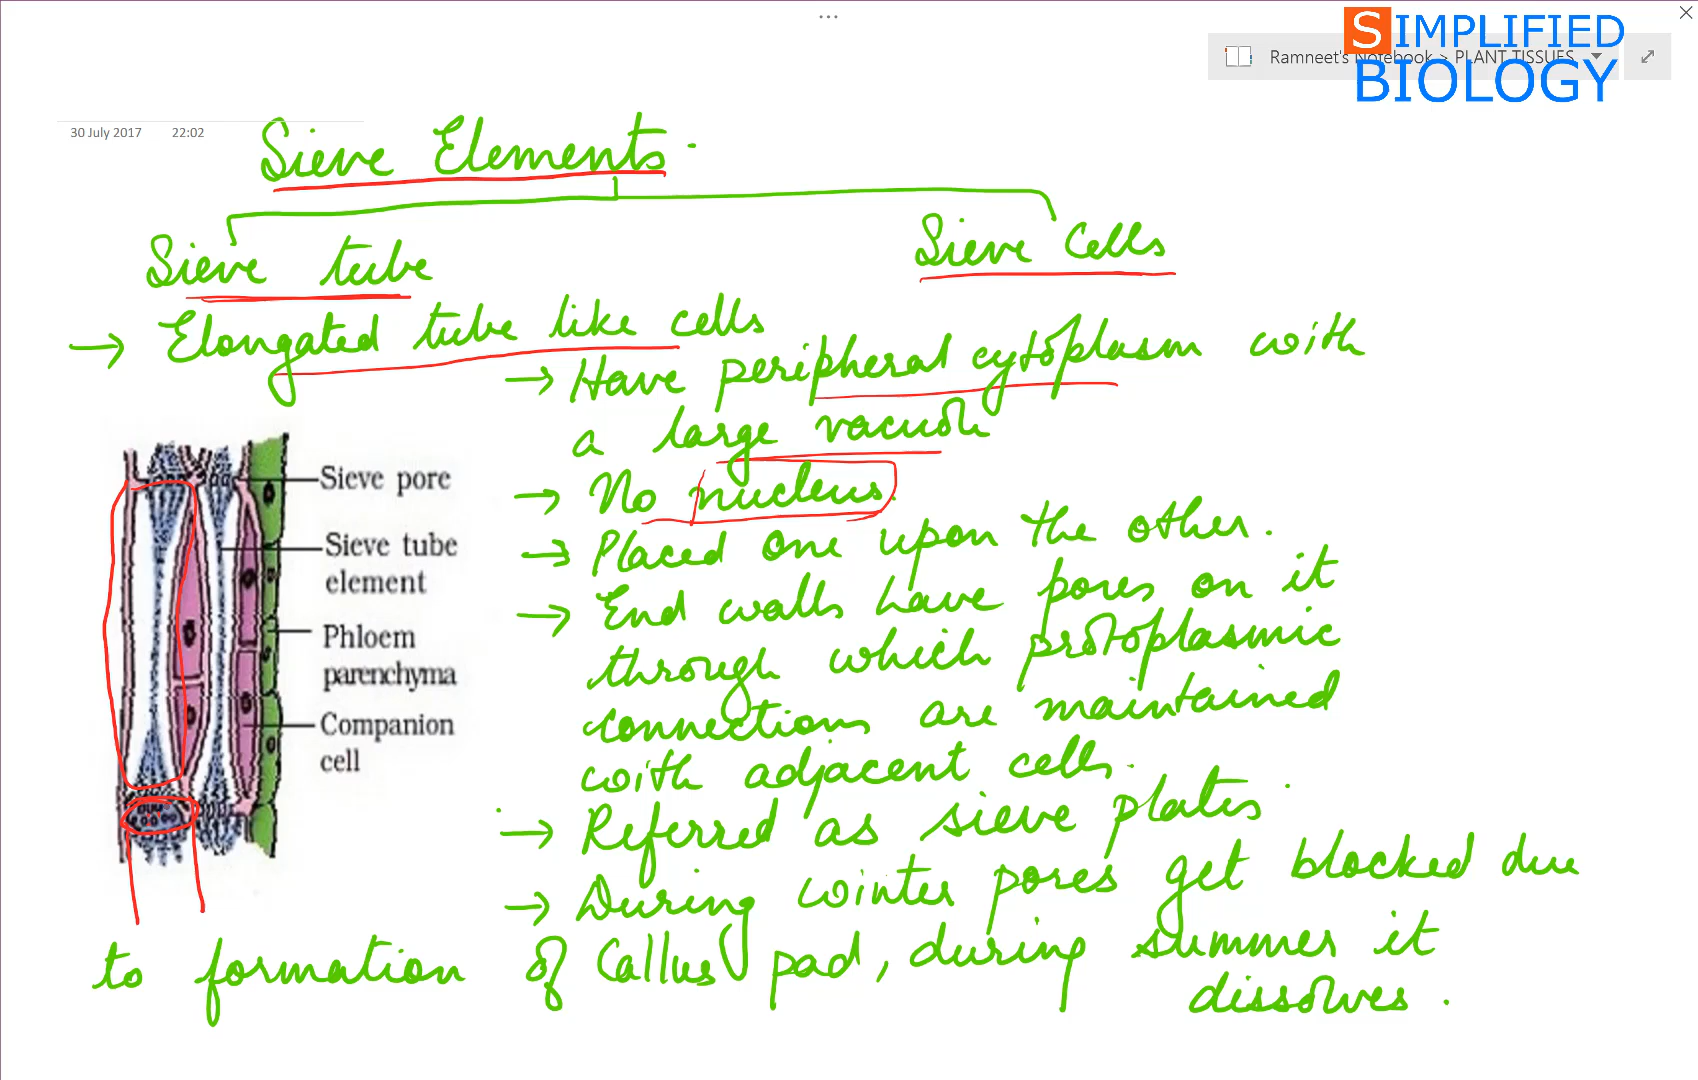 SIMPLIFIED
BIOLOGY
Ramneet's Notebook > PLANT TISSUES
30 July 2017 22:02
Sieve Elements.
Sieve tube
Sieve Cells
→ Elongated tube like cells
→ Have peripheral cytoplasm with
a large vacuole
→ No nucleus.
→ Placed one upon the other.
→ End walls have pores on it
through which protoplasmic
connections are maintained
with adjacent cells.
→ Referred as sieve plates.
→ During winter pores get blocked due
to formation of Callus pad, during summer it
dissolves.
Sieve pore
Sieve tube
element
Phloem
parenchyma
Companion
cell